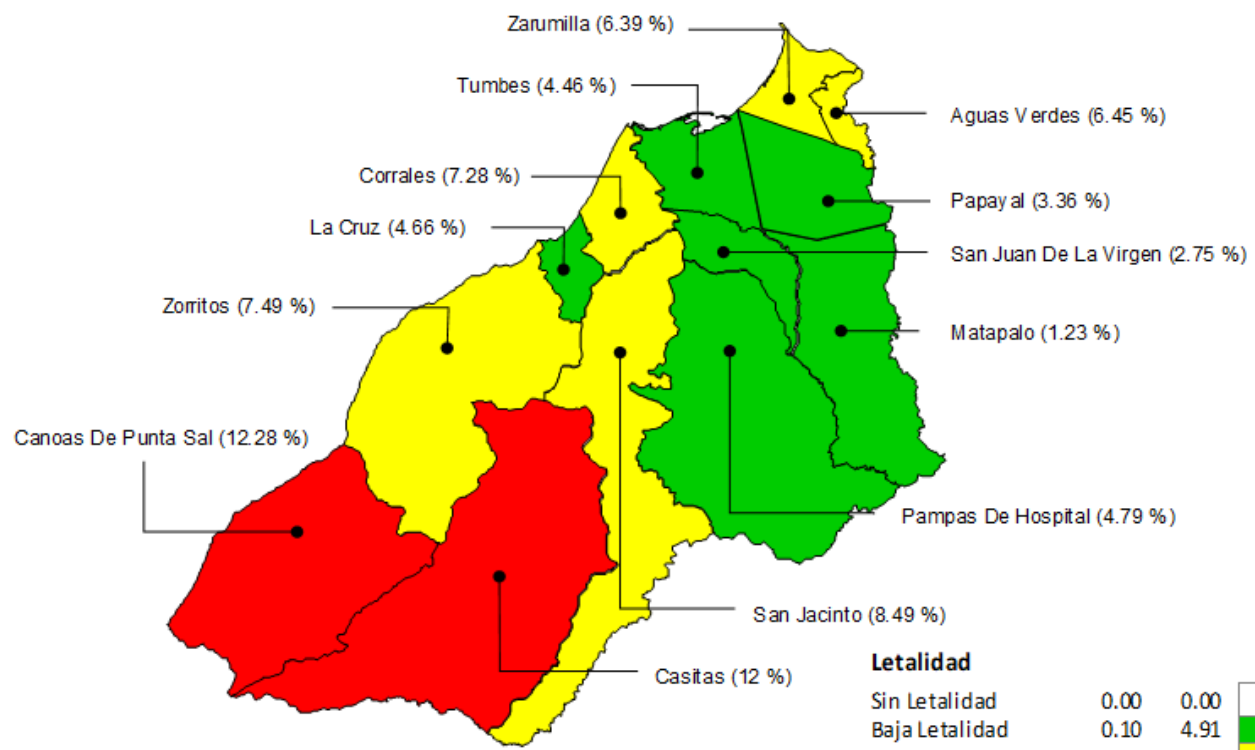 Zarumilla (6.39 %)
Tumbes (4.46 %)
Aguas Verdes (6.45 %)
Corrales (7.28 %)
Papayal (3.36 %)
La Cruz (4.66 %)
San Juan De La Virgen (2.75 %)
Zorritos (7.49 %)
Matapalo (1.23 %)
Canoas De Punta Sal (12.28 %)
Pampas De Hospital (4.79 %)
San Jacinto (8.49 %)
Casitas (12 %)
Letalidad
Sin Letalidad 0.00 0.00
Baja Letalidad 0.10 4.91